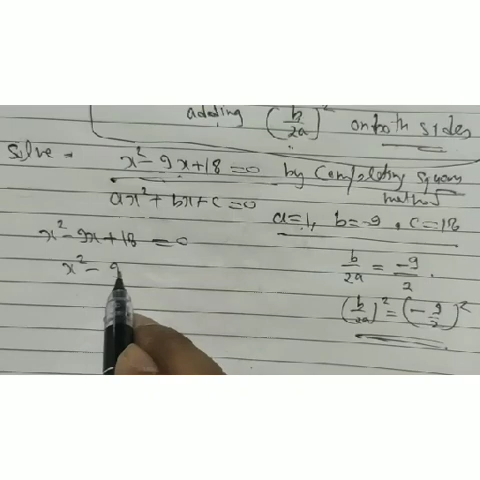 adding (b/2a)² on both sides
Solve - x² - 9x + 18 = 0 by Completing square
method
ax² + bx + c = 0
a = 1, b = -9, c = 18
x² - 9x + 18 = 0
b/2a = -9/2.
x² - 9
(b/2a)² = (-9/2)²